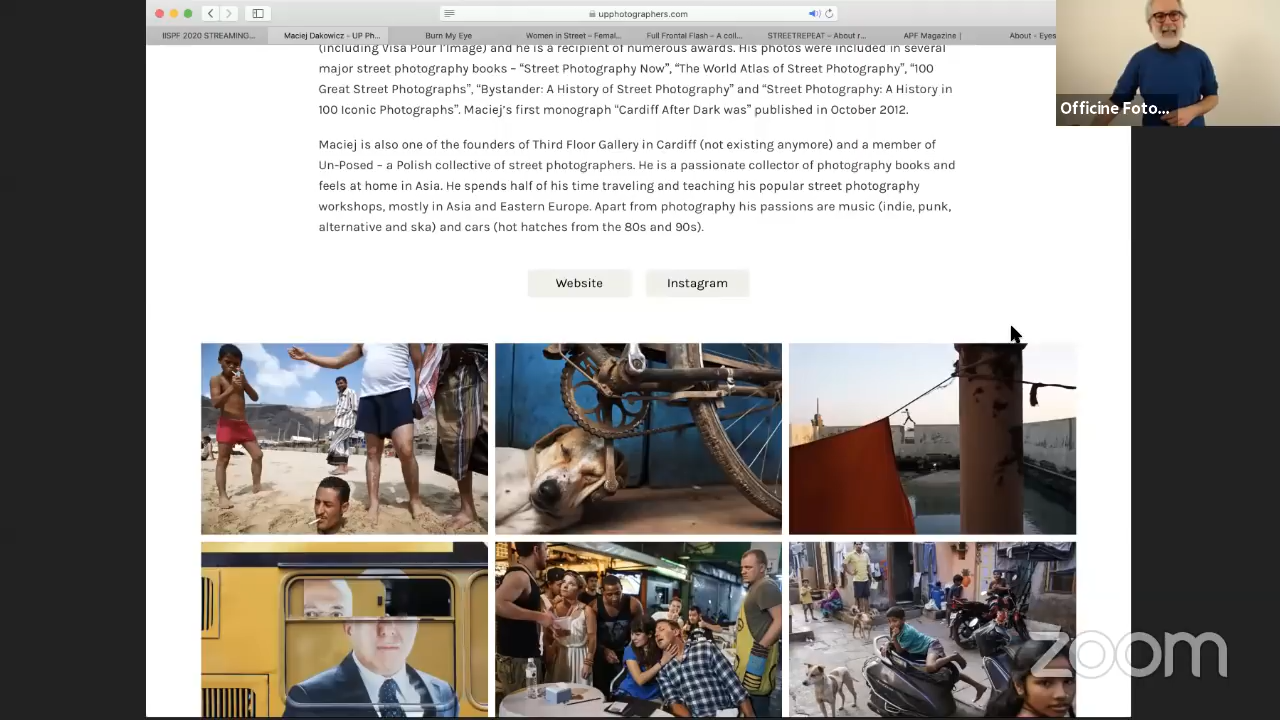 upphotographers.com
IISPF 2020 STREAMING...
Maciej Dakowicz – UP Ph...
Burn My Eye
Women in Street – Femal...
Full Frontal Flash – A coll...
STREETREPEAT – About r...
APF Magazine |
About – Eyes
(including Visa Pour l'Image) and he is a recipient of numerous awards. His photos were included in several
major street photography books – “Street Photography Now”, “The World Atlas of Street Photography”, “100
Great Street Photographs”, “Bystander: A History of Street Photography” and “Street Photography: A History in
100 Iconic Photographs”. Maciej’s first monograph “Cardiff After Dark was” published in October 2012.
Maciej is also one of the founders of Third Floor Gallery in Cardiff (not existing anymore) and a member of
Un-Posed – a Polish collective of street photographers. He is a passionate collector of photography books and
feels at home in Asia. He spends half of his time traveling and teaching his popular street photography
workshops, mostly in Asia and Eastern Europe. Apart from photography his passions are music (indie, punk,
alternative and ska) and cars (hot hatches from the 80s and 90s).
Website
Instagram
Officine Foto...
zoom